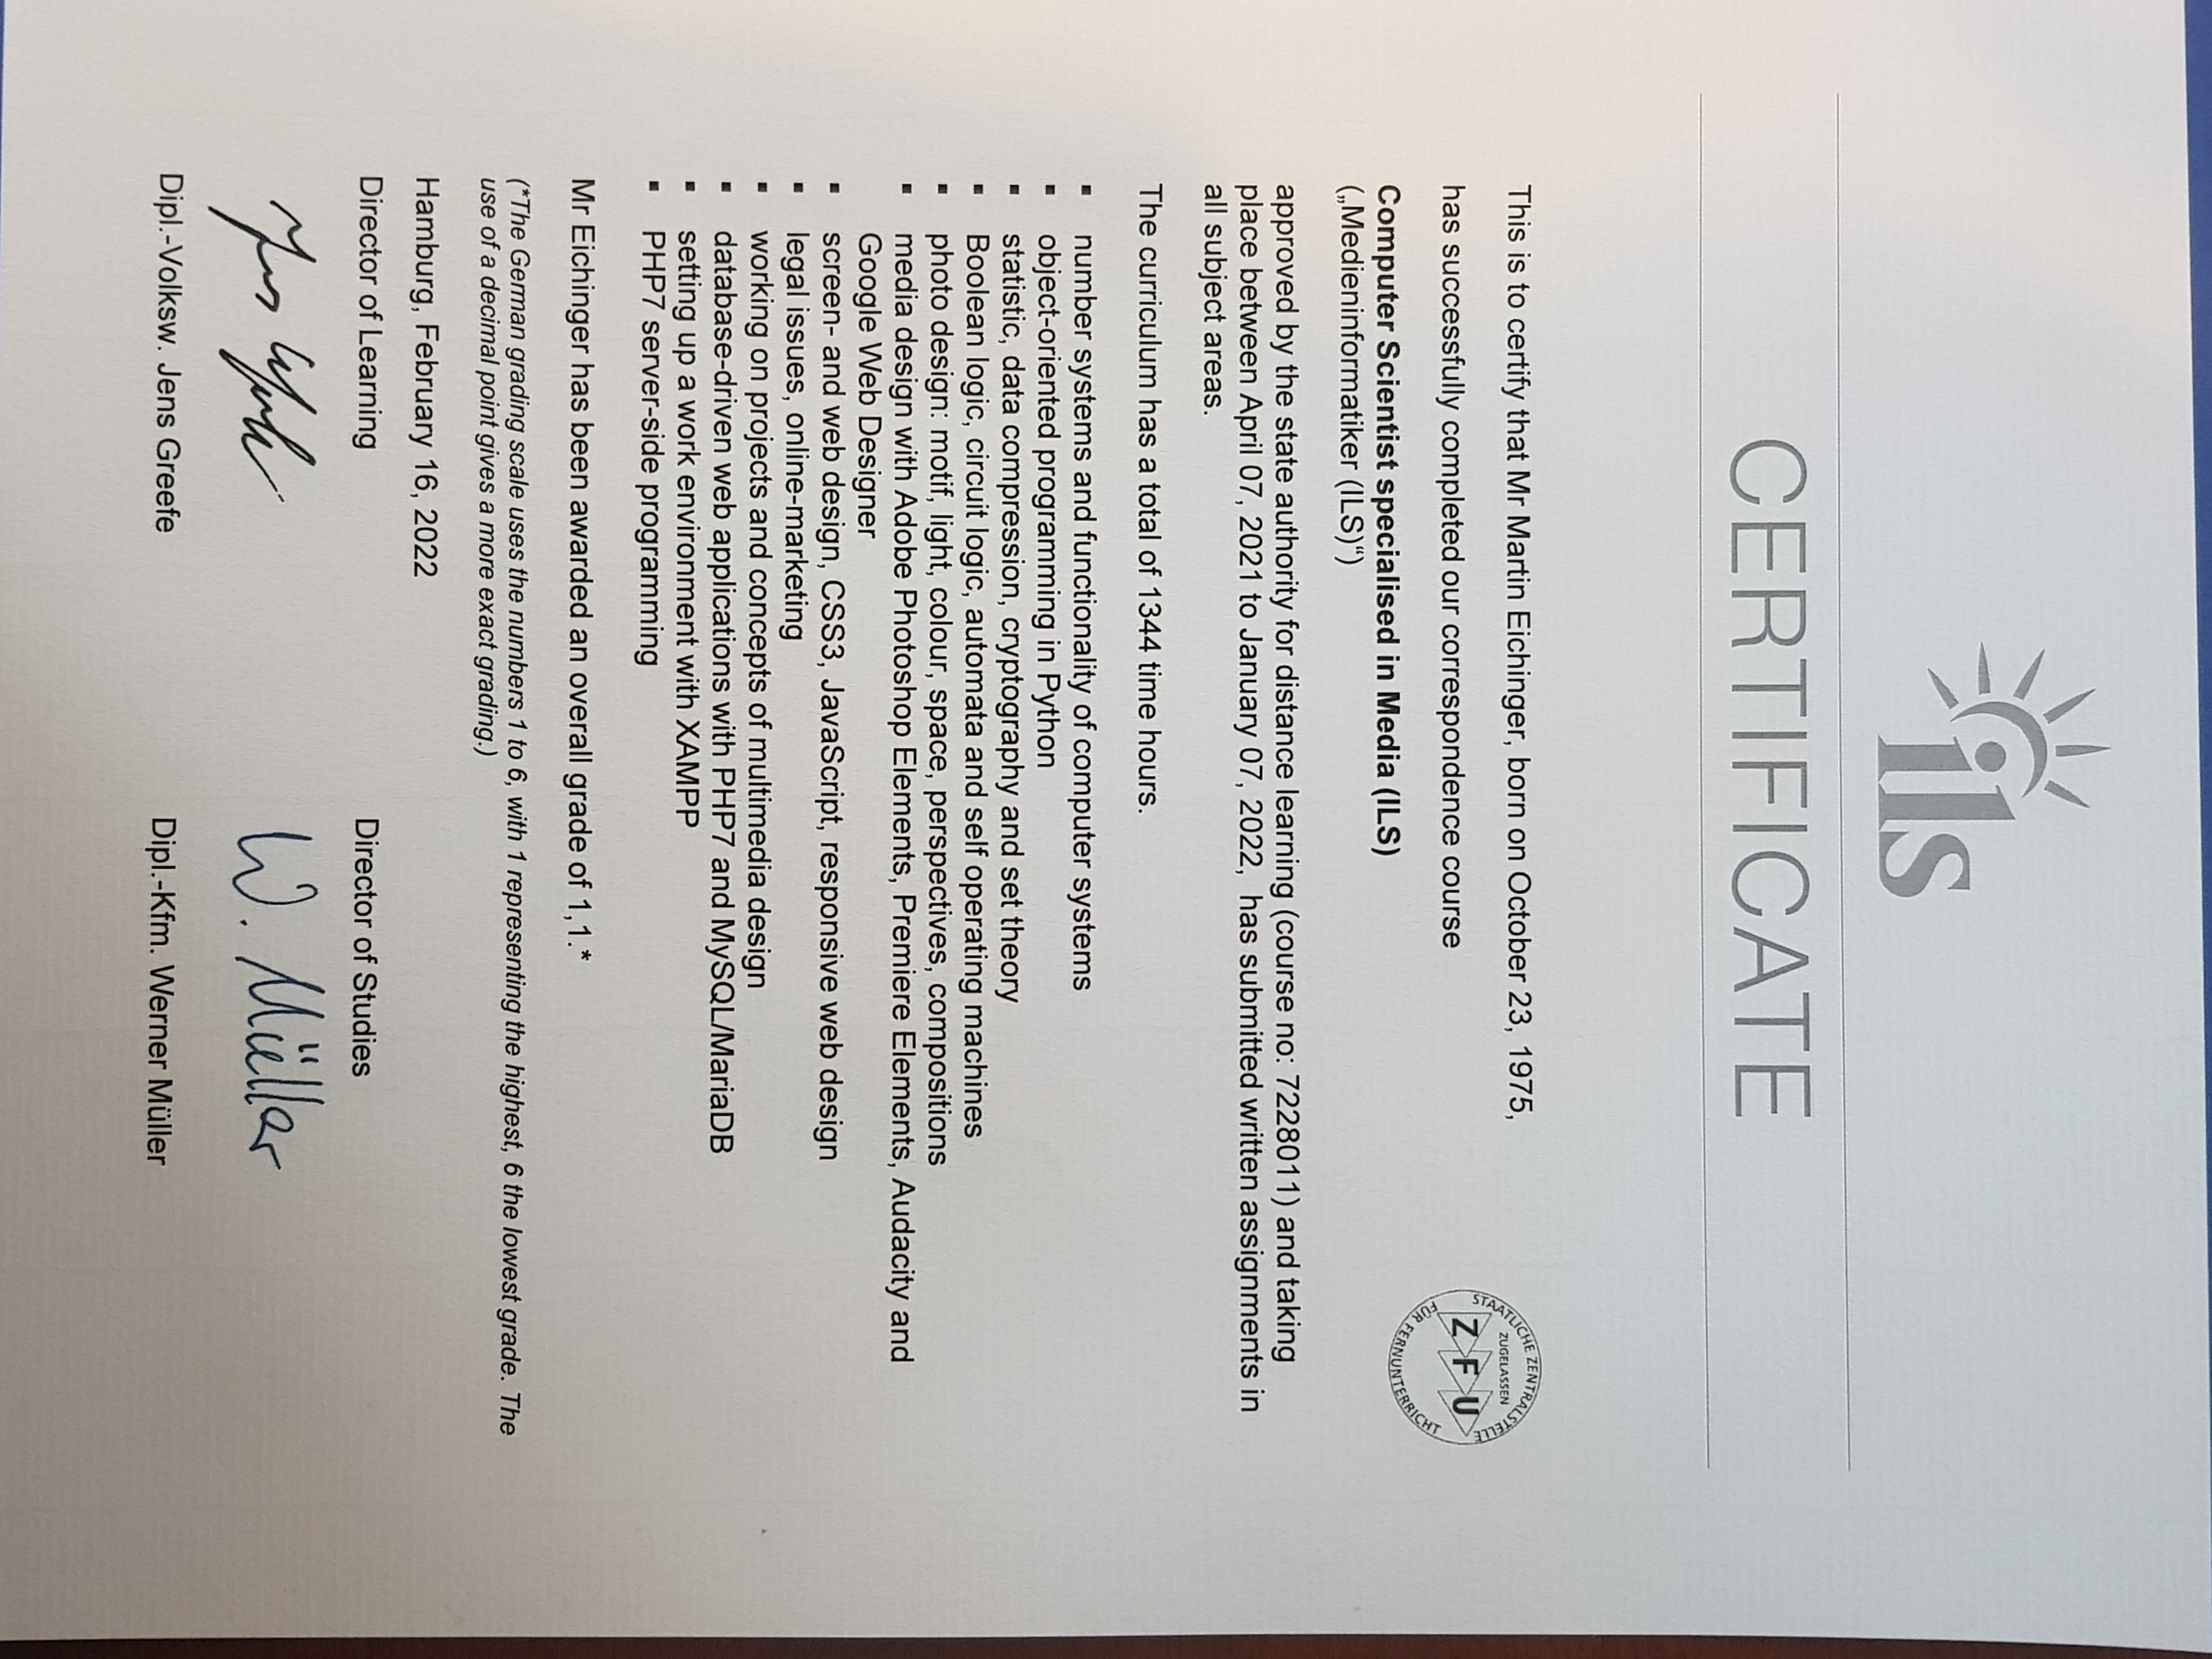 ils
CERTIFICATE
This is to certify that Mr Martin Eichinger, born on October 23, 1975,
STAATLICHE ZENTRALSTELLE
ZUGELASSEN
ZFU
FÜR FERNUNTERRICHT
has successfully completed our correspondence course
Computer Scientist specialised in Media (ILS)
(„Medieninformatiker (ILS)“)
approved by the state authority for distance learning (course no: 7228011) and taking
place between April 07, 2021 to January 07, 2022,  has submitted written assignments in
all subject areas.
The curriculum has a total of 1344 time hours.
▪ number systems and functionality of computer systems
▪ object-oriented programming in Python
▪ statistic, data compression, cryptography and set theory
▪ Boolean logic, circuit logic, automata and self operating machines
▪ photo design: motif, light, colour, space, perspectives, compositions
▪ media design with Adobe Photoshop Elements, Premiere Elements, Audacity and
Google Web Designer
▪ screen- and web design, CSS3, JavaScript, responsive web design
▪ legal issues, online-marketing
▪ working on projects and concepts of multimedia design
▪ database-driven web applications with PHP7 and MySQL/MariaDB
▪ setting up a work environment with XAMPP
▪ PHP7 server-side programming
Mr Eichinger has been awarded an overall grade of 1,1.*
(*The German grading scale uses the numbers 1 to 6, with 1 representing the highest, 6 the lowest grade. The
use of a decimal point gives a more exact grading.)
Hamburg, February 16, 2022
Director of Learning Director of Studies
W. Müller
Dipl.-Volksw. Jens Greefe Dipl.-Kfm. Werner Müller